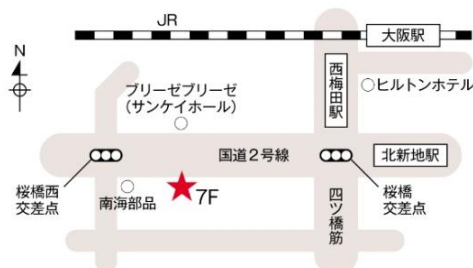 JR
大阪駅
N
西梅田駅
ヒルトンホテル
ブリーゼブリーゼ
(サンケイホール)
国道2号線
北新地駅
桜橋西
交差点
南海部品
7F
四ツ橋筋
桜橋
交差点